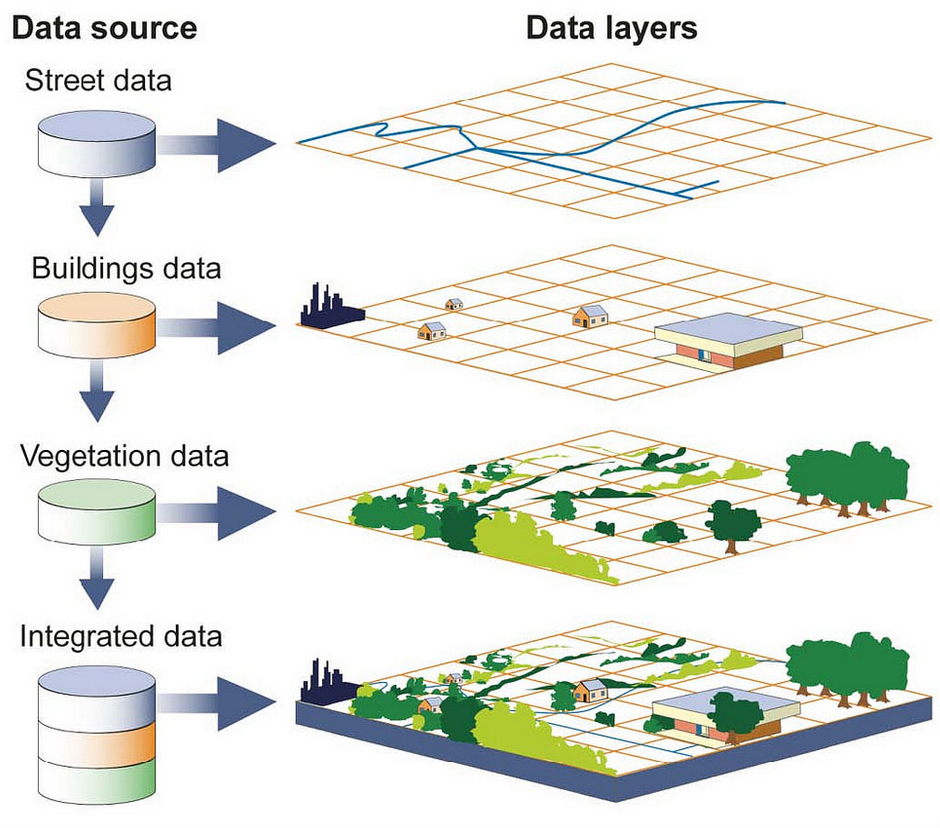 Data source
Data layers
Street data
Buildings data
Vegetation data
Integrated data